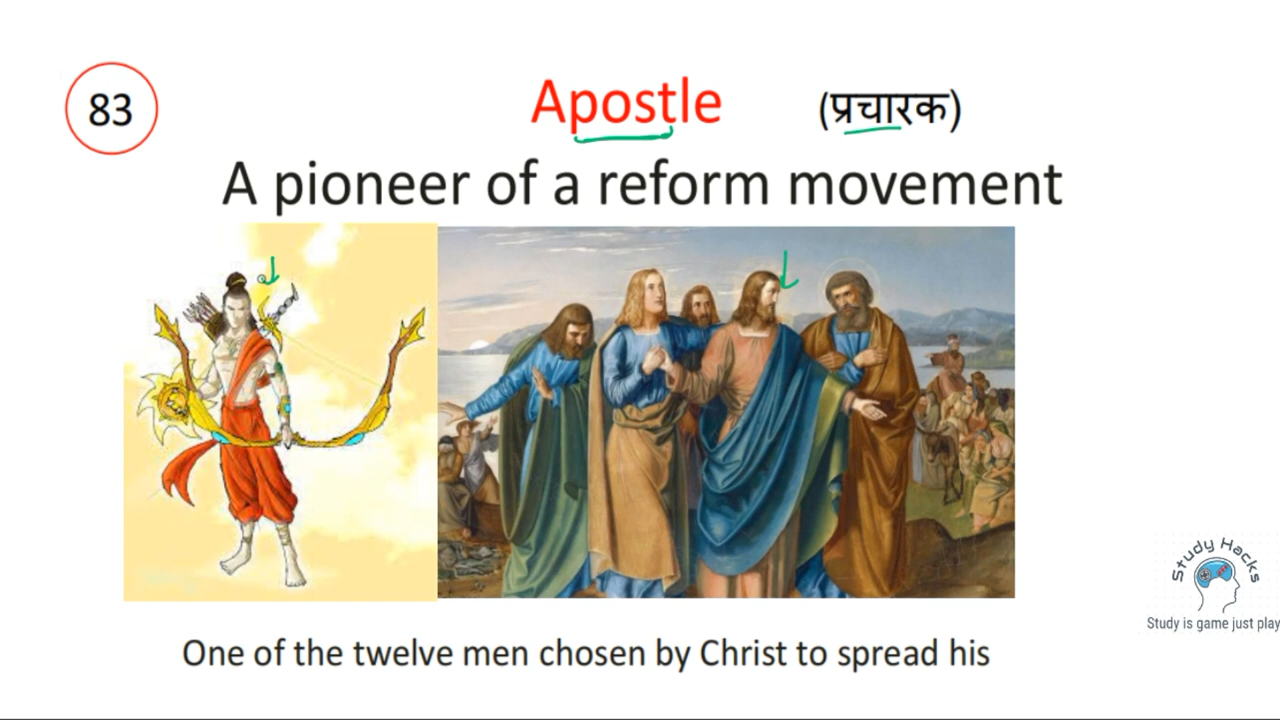 83
Apostle (प्रचारक)
A pioneer of a reform movement
One of the twelve men chosen by Christ to spread his
Study Hacks
Study is game just play